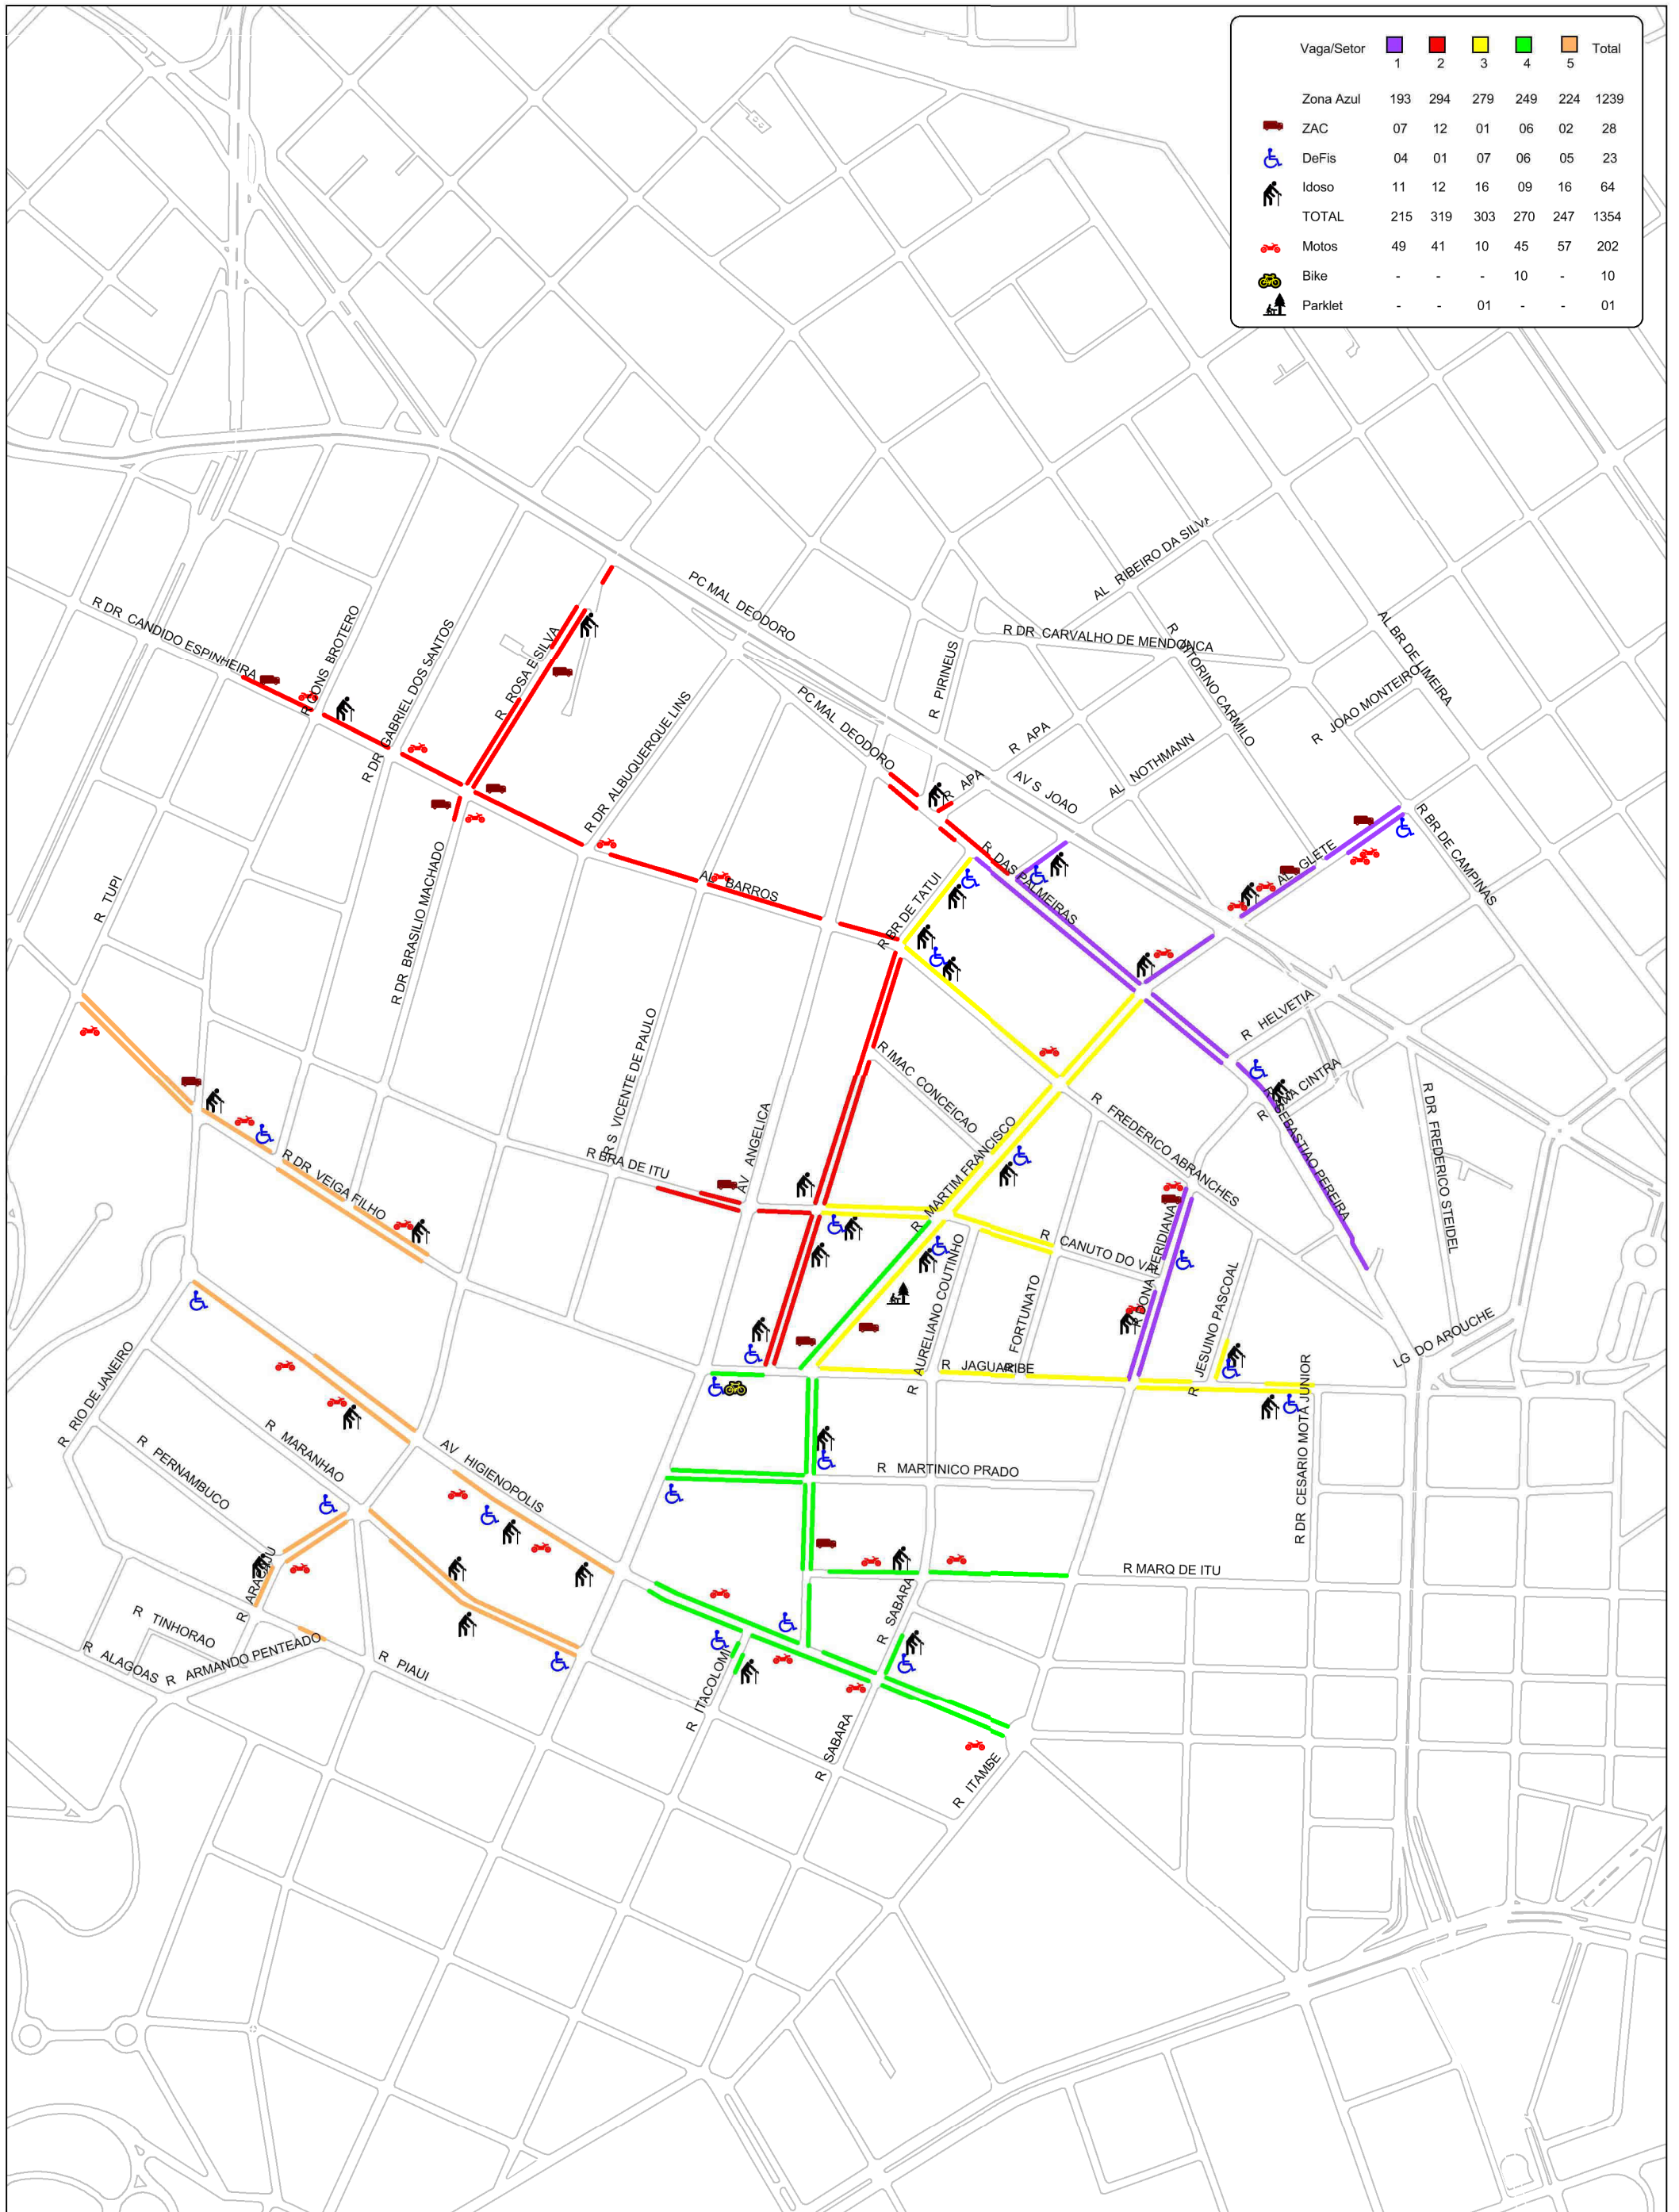 Vaga/Setor 1 2 3 4 5 Total
Zona Azul 193 294 279 249 224 1239
ZAC 07 12 01 06 02 28
DeFis 04 01 07 06 05 23
Idoso 11 12 16 09 16 64
TOTAL 215 319 303 270 247 1354
Motos 49 41 10 45 57 202
Bike - - - 10 - 10
Parklet - - 01 - - 01
AL RIBEIRO DA SILVA
PC MAL DEODORO
R DR CANDIDO ESPINHEIRA
R CONS BROTERO
R DR GABRIEL DOS SANTOS
R ROSA E SILVA
R DR CARVALHO DE MENDONCA
R VITORINO CARMILO
AL BR DE LIMEIRA
R PIRINEUS
R JOAO MONTEIRO
R DR ALBUQUERQUE LINS
PC MAL DEODORO
R APA
AL NOTHMANN
R APA
AV S JOAO
R BR DE CAMPINAS
AL GLETE
R DAS PALMEIRAS
R TUPI
R DR BRASILIO MACHADO
AL BARROS
R BR DE TATUI
R HELVETIA
R S VICENTE DE PAULO
R IMAC CONCEICAO
AV ANGELICA
R BRA DE ITU
R DR VEIGA FILHO
R MARTIM FRANCISCO
R FREDERICO ABRANCHES
R LIMA CINTRA
R SEBASTIAO PEREIRA
R DR FREDERICO STEIDEL
R CANUTO DO VAL
R DONA VERIDIANA
R AURELIANO COUTINHO
R FORTUNATO
R JESUINO PASCOAL
R JAGUARIBE
LG DO AROUCHE
R DR CESARIO MOTA JUNIOR
R RIO DE JANEIRO
R MARANHAO
R PERNAMBUCO
AV HIGIENOPOLIS
R MARTINICO PRADO
R MARQ DE ITU
R ARACAJU
R TINHORAO
R ALAGOAS
R ARMANDO PENTEADO
R PIAUI
R ITACOLOMI
R SABARA
R SABARA
R ITAMBE